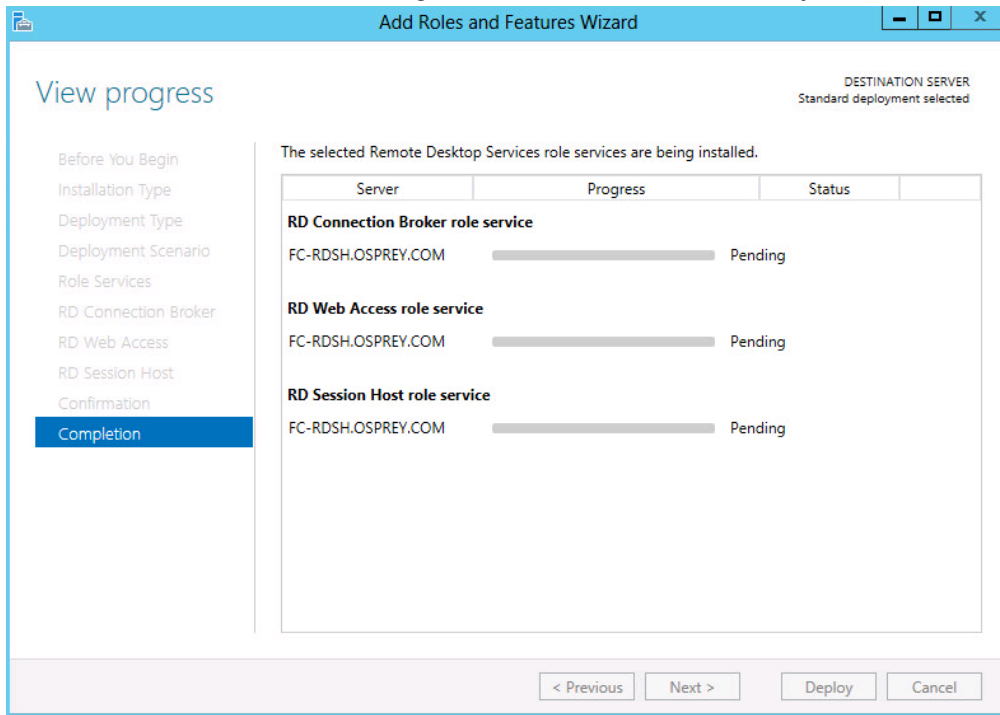 Add Roles and Features Wizard
View progress
DESTINATION SERVER
Standard deployment selected
Before You Begin
Installation Type
Deployment Type
Deployment Scenario
Role Services
RD Connection Broker
RD Web Access
RD Session Host
Confirmation
Completion
The selected Remote Desktop Services role services are being installed.
Server Progress Status
RD Connection Broker role service
FC-RDSH.OSPREY.COM Pending
RD Web Access role service
FC-RDSH.OSPREY.COM Pending
RD Session Host role service
FC-RDSH.OSPREY.COM Pending
< Previous Next > Deploy Cancel